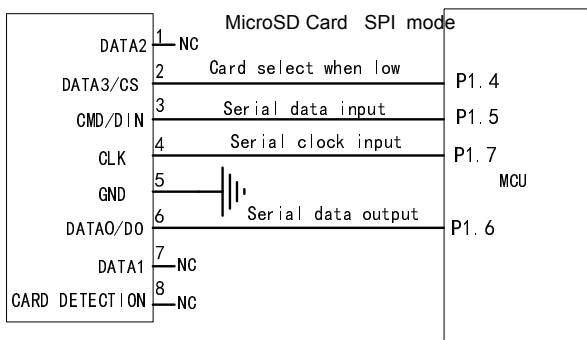 MicroSD Card SPI mode
DATA2 1 NC
DATA3/CS 2 Card select when low P1.4
CMD/DIN 3 Serial data input P1.5
CLK 4 Serial clock input P1.7
GND 5 MCU
DATA0/DO 6 Serial data output P1.6
DATA1 7 NC
CARD DETECTION 8 NC